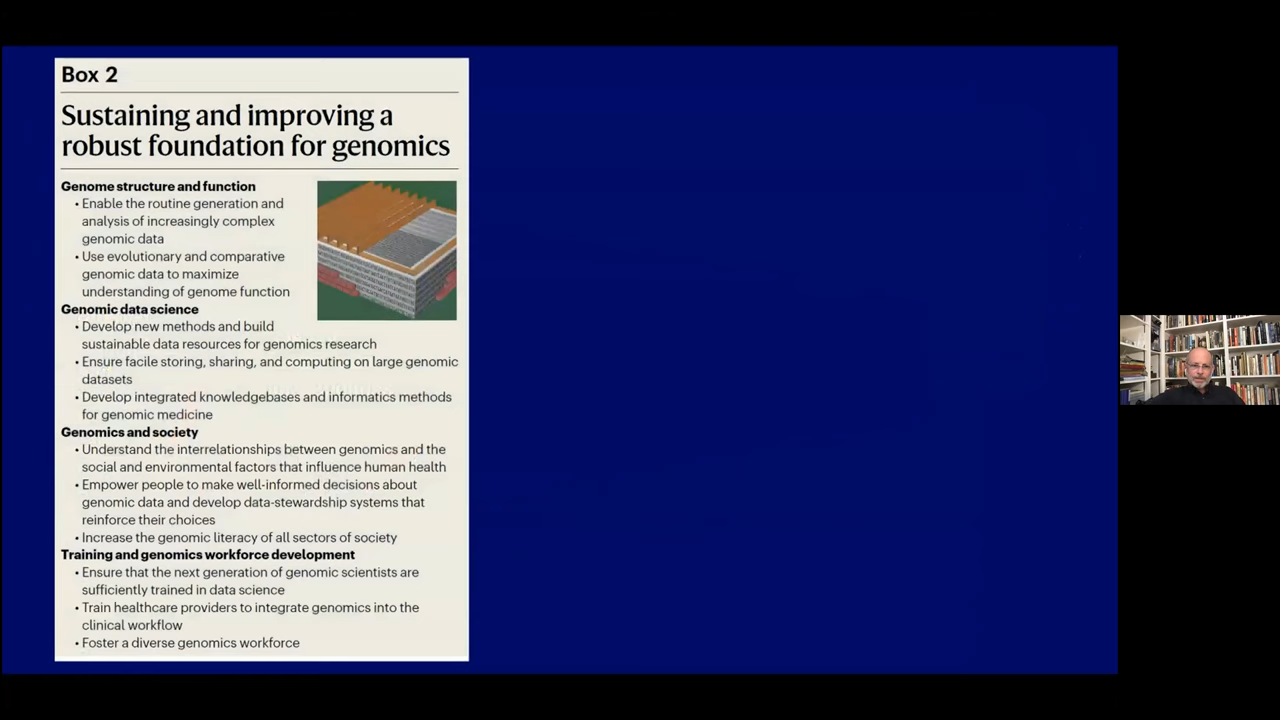 Box 2
Sustaining and improving a
robust foundation for genomics
Genome structure and function
• Enable the routine generation and
analysis of increasingly complex
genomic data
• Use evolutionary and comparative
genomic data to maximize
understanding of genome function
Genomic data science
• Develop new methods and build
sustainable data resources for genomics research
• Ensure facile storing, sharing, and computing on large genomic
datasets
• Develop integrated knowledgebases and informatics methods
for genomic medicine
Genomics and society
• Understand the interrelationships between genomics and the
social and environmental factors that influence human health
• Empower people to make well-informed decisions about
genomic data and develop data-stewardship systems that
reinforce their choices
• Increase the genomic literacy of all sectors of society
Training and genomics workforce development
• Ensure that the next generation of genomic scientists are
sufficiently trained in data science
• Train healthcare providers to integrate genomics into the
clinical workflow
• Foster a diverse genomics workforce